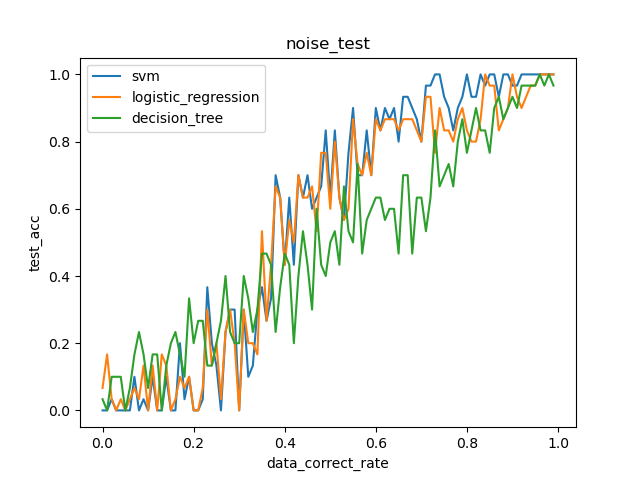 noise_test
svm
logistic_regression
decision_tree
test_acc
1.0
0.8
0.6
0.4
0.2
0.0
0.0 0.2 0.4 0.6 0.8 1.0
data_correct_rate